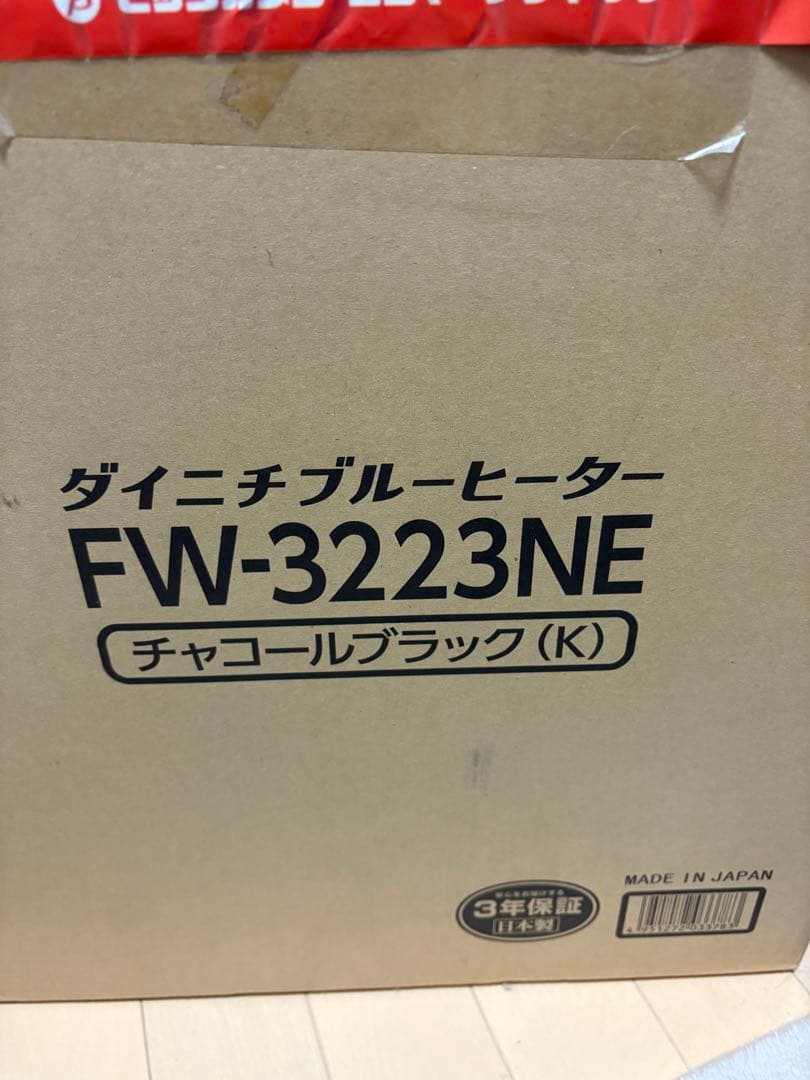 ダイニチブルーヒーター
FW-3223NE
チャコールブラック(K)
MADE IN JAPAN
3年保証
日本製